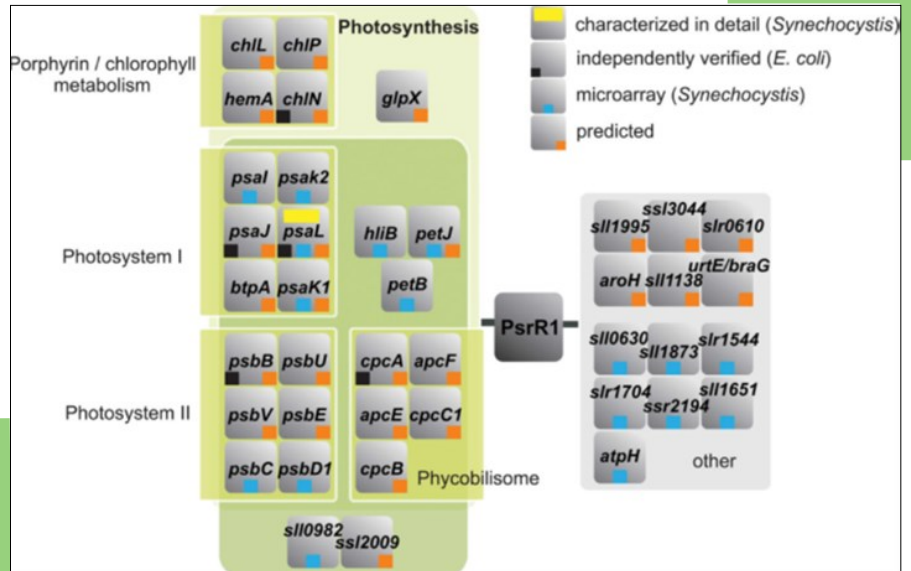 Photosynthesis
Porphyrin / chlorophyll
metabolism
chlL chlP
hemA chlN
glpX
characterized in detail (Synechocystis)
independently verified (E. coli)
microarray (Synechocystis)
predicted
Photosystem I
psaI psak2
psaJ psaL
btpA psaK1
hliB petJ
petB
PsrR1
Photosystem II
psbB psbU
psbV psbE
psbC psbD1
cpcA apcF
apcE cpcC1
cpcB
Phycobilisome
sll0982
ssl2009
sll1995 ssl3044 slr0610
aroH sll1138 urtE/braG
sll0630 sll1873 slr1544
slr1704 ssr2194 sll1651
atpH
other